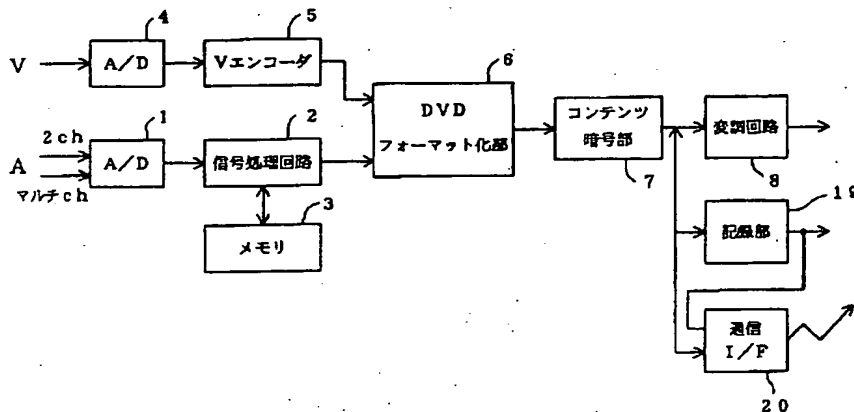 4
5
V
A/D
Vエンコーダ
6
DVD
フォーマット化部
コンテンツ
暗号部
7
変調回路
8
1
2
2ch
A
マルチch
A/D
信号処理回路
3
メモリ
19
記録部
通信
I/F
20